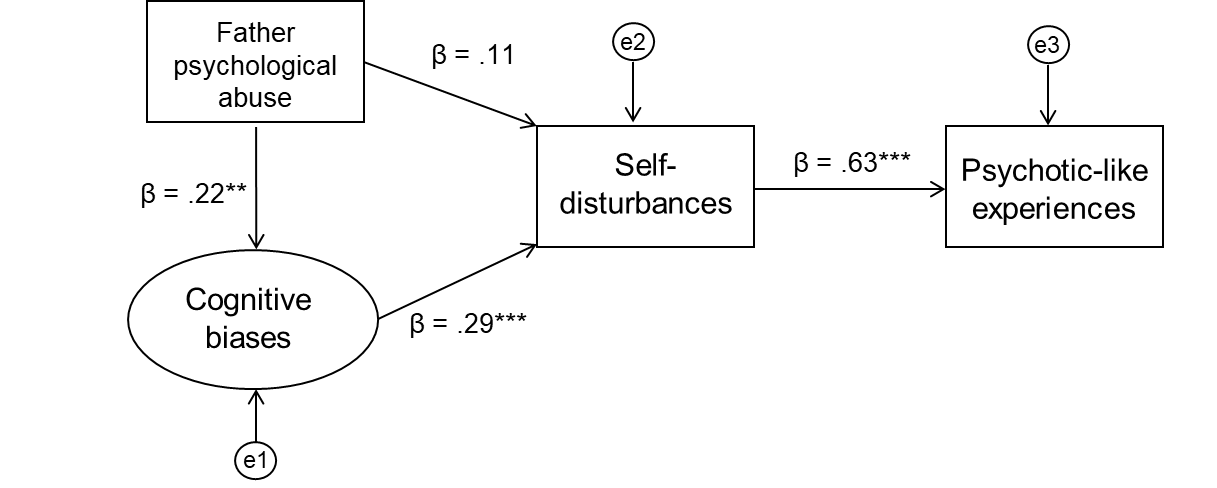 Father
psychological
abuse
β = .11
e2
e3
β = .22**
Self-
disturbances
β = .63***
Psychotic-like
experiences
Cognitive
biases
β = .29***
e1